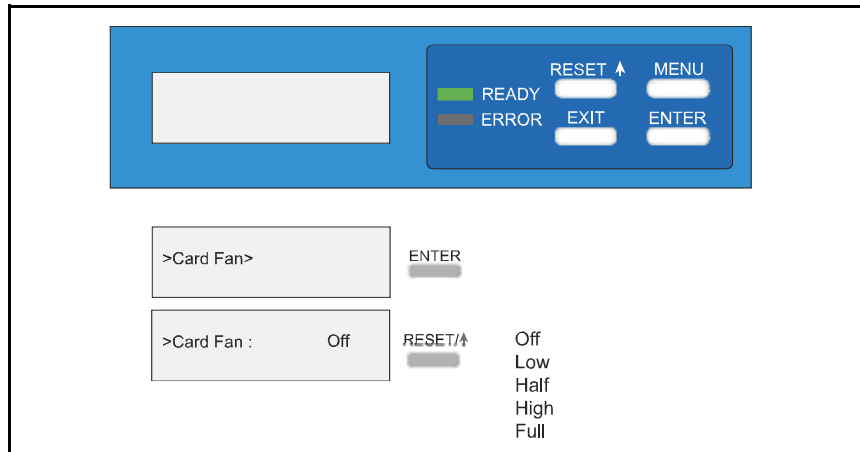 RESET MENU
READY
ERROR EXIT ENTER
>Card Fan> ENTER
>Card Fan : Off RESET/ Off
Low
Half
High
Full